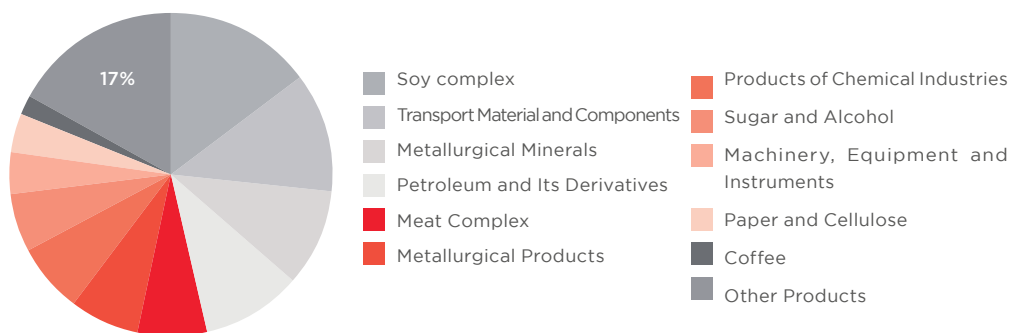 17%
Soy complex
Transport Material and Components
Metallurgical Minerals
Petroleum and Its Derivatives
Meat Complex
Metallurgical Products
Products of Chemical Industries
Sugar and Alcohol
Machinery, Equipment and
Instruments
Paper and Cellulose
Coffee
Other Products